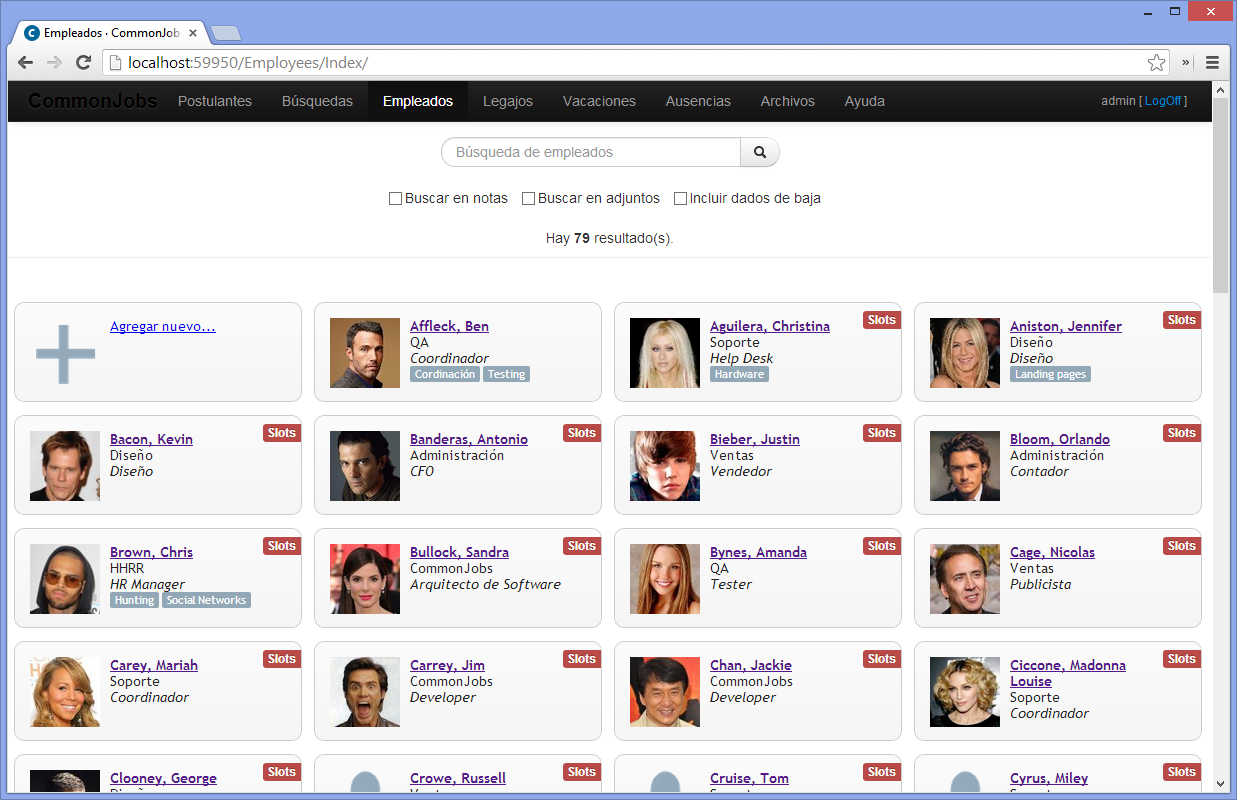 Empleados · CommonJob
localhost:59950/Employees/Index/
CommonJobs Postulantes Búsquedas Empleados Legajos Vacaciones Ausencias Archivos Ayuda admin [ LogOff ]
Búsqueda de empleados
Buscar en notas Buscar en adjuntos Incluir dados de baja
Hay 79 resultado(s).
Agregar nuevo...
Affleck, Ben
QA
Coordinador
Cordinación Testing
Slots
Aguilera, Christina
Soporte
Help Desk
Hardware
Slots
Aniston, Jennifer
Diseño
Diseño
Landing pages
Slots
Bacon, Kevin
Diseño
Diseño
Slots
Banderas, Antonio
Administración
CFO
Slots
Bieber, Justin
Ventas
Vendedor
Slots
Bloom, Orlando
Administración
Contador
Slots
Brown, Chris
HHRR
HR Manager
Hunting Social Networks
Slots
Bullock, Sandra
CommonJobs
Arquitecto de Software
Slots
Bynes, Amanda
QA
Tester
Slots
Cage, Nicolas
Ventas
Publicista
Slots
Carey, Mariah
Soporte
Coordinador
Slots
Carrey, Jim
CommonJobs
Developer
Slots
Chan, Jackie
CommonJobs
Developer
Slots
Ciccone, Madonna
Louise
Soporte
Coordinador
Slots
Clooney, George
Slots
Crowe, Russell
Slots
Cruise, Tom
Slots
Cyrus, Miley